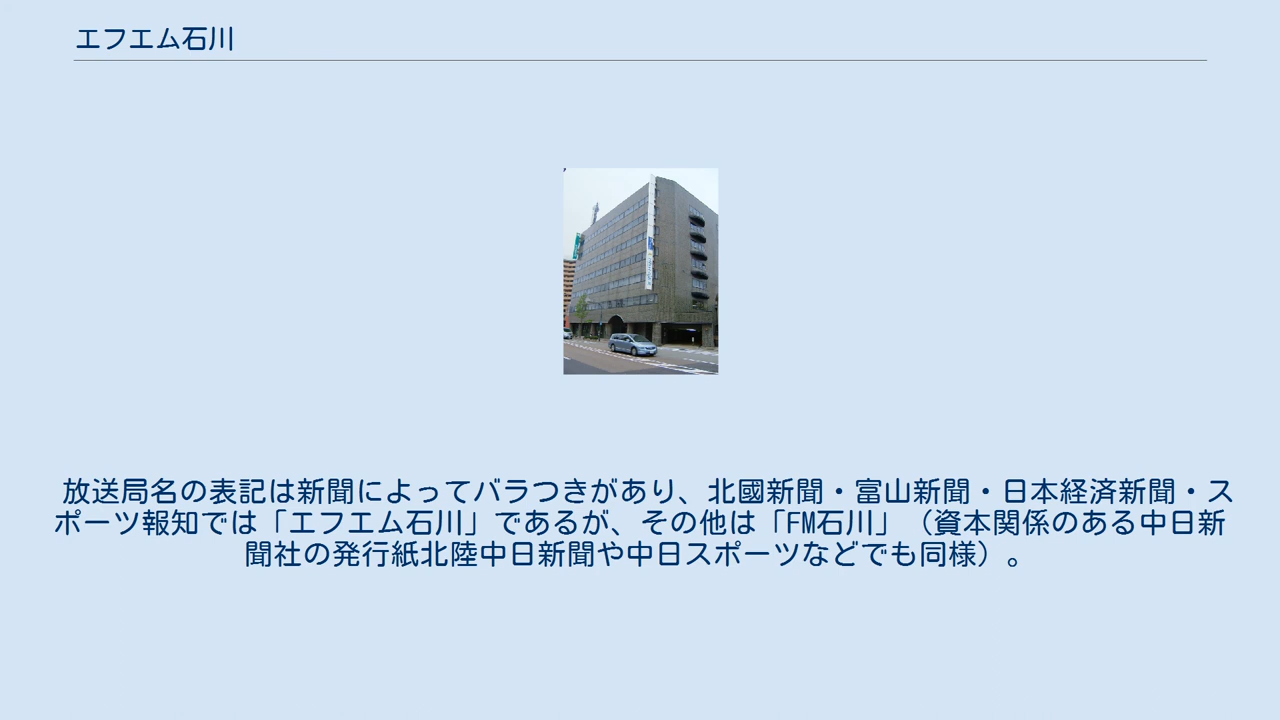 エフエム石川
放送局名の表記は新聞によってバラつきがあり、北國新聞・富山新聞・日本経済新聞・ス
ポーツ報知では「エフエム石川」であるが、その他は「FM石川」（資本関係のある中日新
聞社の発行紙北陸中日新聞や中日スポーツなどでも同様）。